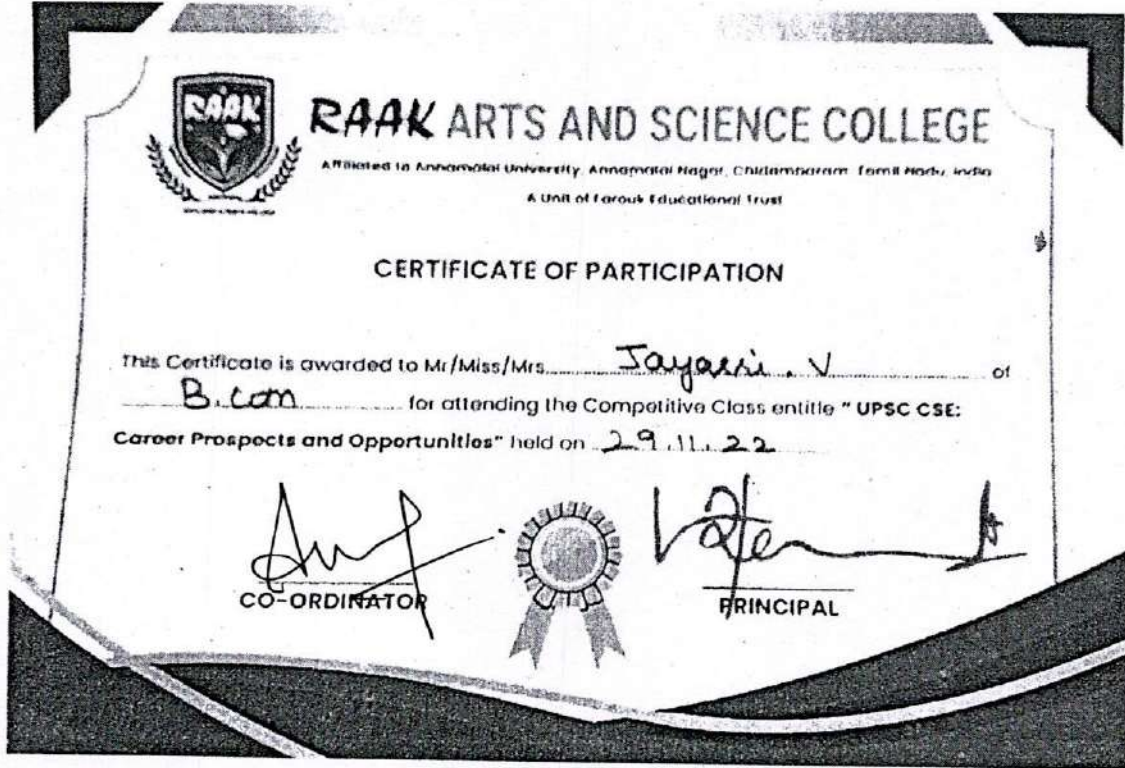 RAAK
RAAK ARTS AND SCIENCE COLLEGE
Affiliated to Annamalai University, Annamalai Nagar, Chidambaram, Tamil Nadu, India
A Unit of Farouk Educational Trust
CERTIFICATE OF PARTICIPATION
This Certificate is awarded to Mr/Miss/Mrs Jayasri . V of
B.com for attending the Competitive Class entitle " UPSC CSE:
Career Prospects and Opportunities" held on 29.11.22
CO-ORDINATOR PRINCIPAL